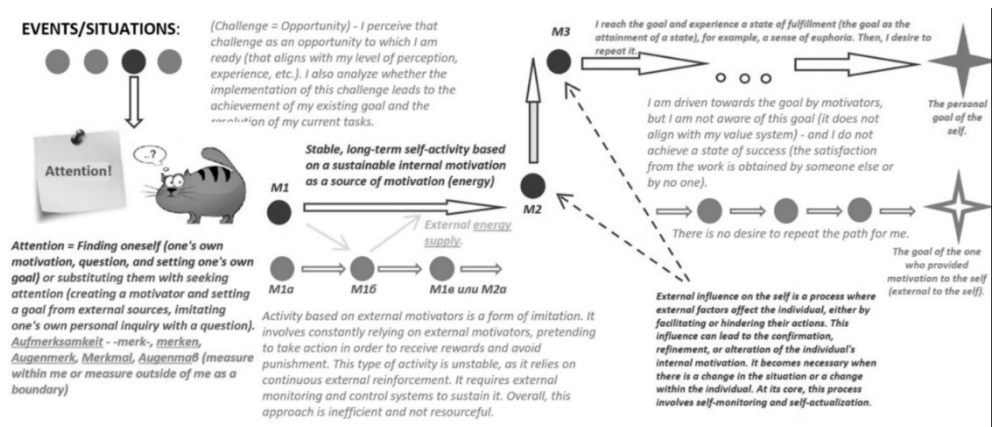 EVENTS/SITUATIONS:
(Challenge = Opportunity) - I perceive that
challenge as an opportunity to which I am
ready (that aligns with my level of perception,
experience, etc.). I also analyze whether the
implementation of this challenge leads to the
achievement of my existing goal and the
resolution of my current tasks.
Attention!
..?
Attention = Finding oneself (one's own
motivation, question, and setting one's own
goal) or substituting them with seeking
attention (creating a motivator and setting
a goal from external sources, imitating
one's own personal inquiry with a question).
Aufmerksamkeit - -merk-, merken,
Augenmerk, Merkmal, Augenmaß (measure
within me or measure outside of me as a
boundary)
Stable, long-term self-activity based
on a sustainable internal motivation
as a source of motivation (energy)
M1
M2
External energy
supply.
M1a
M1б
M1в или M2a
Activity based on external motivators is a form of imitation. It
involves constantly relying on external motivators, pretending
to take action in order to receive rewards and avoid
punishment. This type of activity is unstable, as it relies on
continuous external reinforcement. It requires external
monitoring and control systems to sustain it. Overall, this
approach is inefficient and not resourceful.
M3
I reach the goal and experience a state of fulfillment (the goal as the
attainment of a state), for example, a sense of euphoria. Then, I desire to
repeat it.
The personal
goal of the
self.
I am driven towards the goal by motivators,
but I am not aware of this goal (it does not
align with my value system) - and I do not
achieve a state of success (the satisfaction
from the work is obtained by someone else or
by no one).
There is no desire to repeat the path for me.
The goal of the one
who provided
motivation to the self
(external to the self).
External influence on the self is a process where
external factors affect the individual, either by
facilitating or hindering their actions. This
influence can lead to the confirmation,
refinement, or alteration of the individual's
internal motivation. It becomes necessary when
there is a change in the situation or a change
within the individual. At its core, this process
involves self-monitoring and self-actualization.